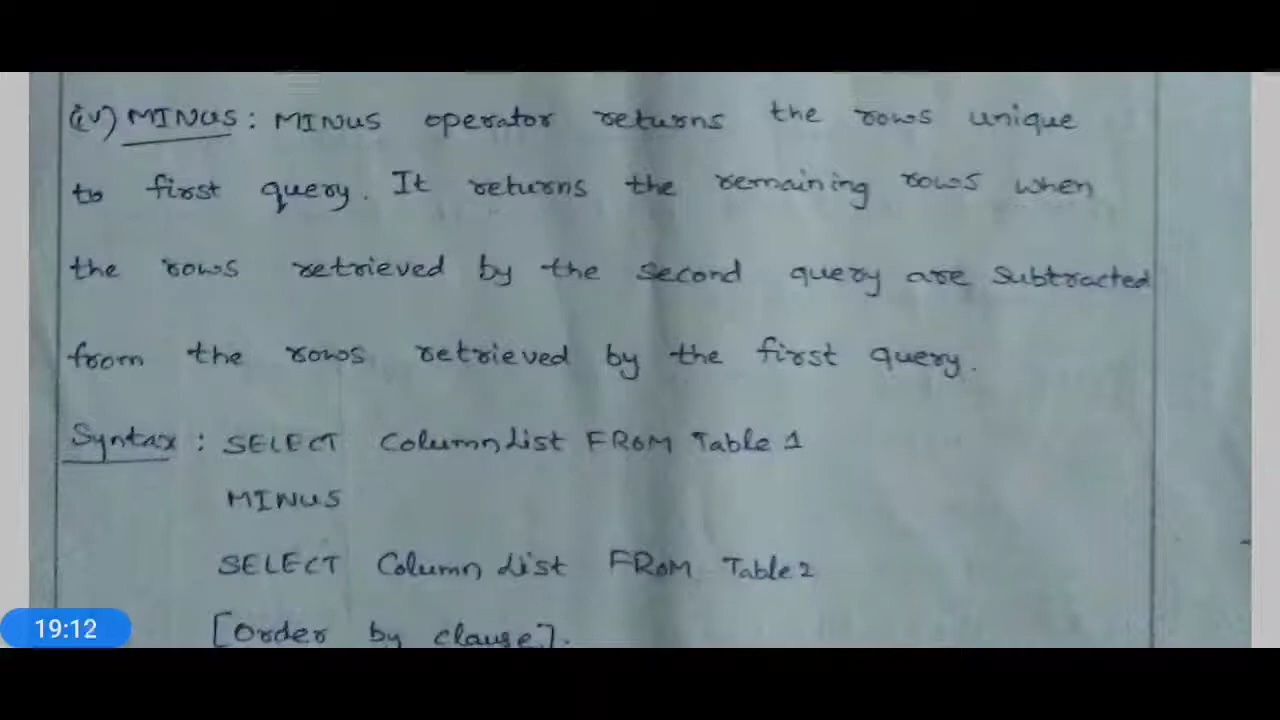 (iv) MINUS : MINUS operator returns the rows unique
to first query. It returns the remaining rows when
the rows retrieved by the second query are subtracted
from the rows retrieved by the first query.
Syntax : SELECT Column list FROM Table 1
MINUS
SELECT Column list FROM Table 2
[Order by clause].
19:12